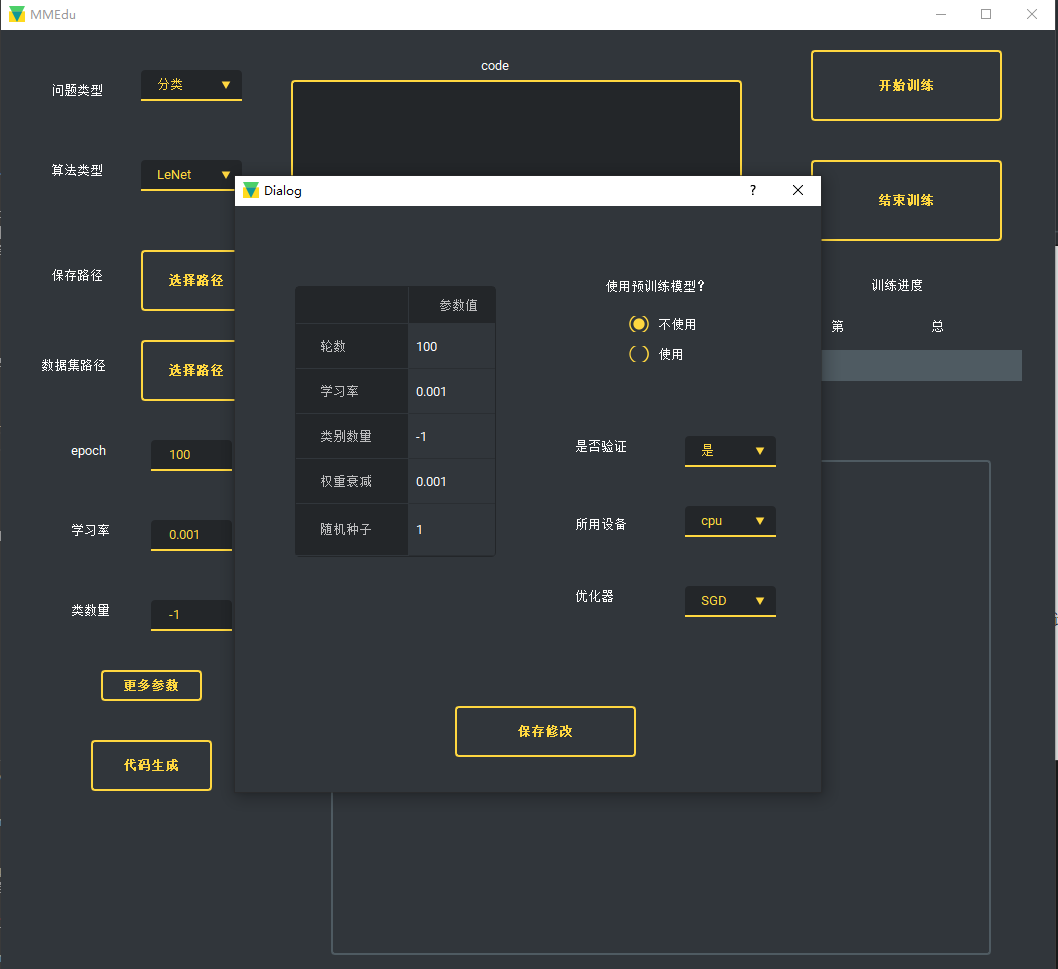 MMEdu
code
问题类型
分类
开始训练
算法类型
LeNet
结束训练
保存路径
选择路径
训练进度
第
总
数据集路径
选择路径
epoch
100
学习率
0.001
类数量
-1
更多参数
代码生成
Dialog
?
参数值
轮数
100
学习率
0.001
类别数量
-1
权重衰减
0.001
随机种子
1
使用预训练模型?
不使用
使用
是否验证
是
所用设备
cpu
优化器
SGD
保存修改